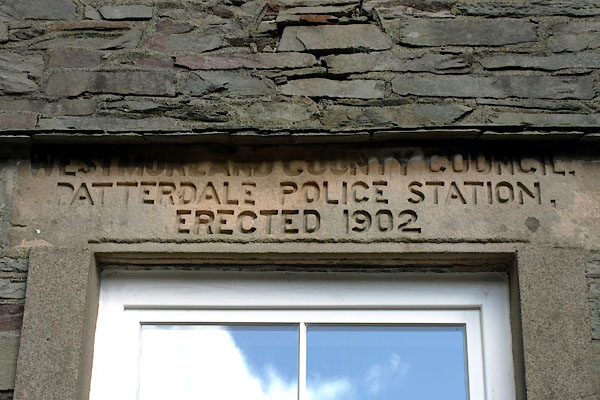 WESTMORLAND COUNTY COUNCIL.
PATTERDALE POLICE STATION,
ERECTED 1902